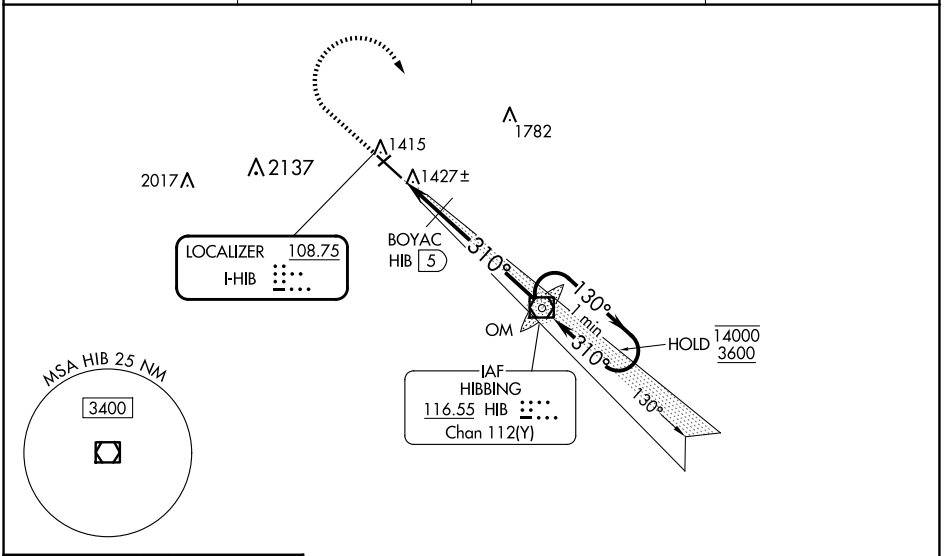 1782
1415
2137
2017
1427±
LOCALIZER 108.75
I-HIB
BOYAC
HIB 5
310°
130°
1 min
OM
310°
HOLD 14000
3600
MSA HIB 25 NM
3400
IAF
HIBBING
116.55 HIB
Chan 112(Y)
130°